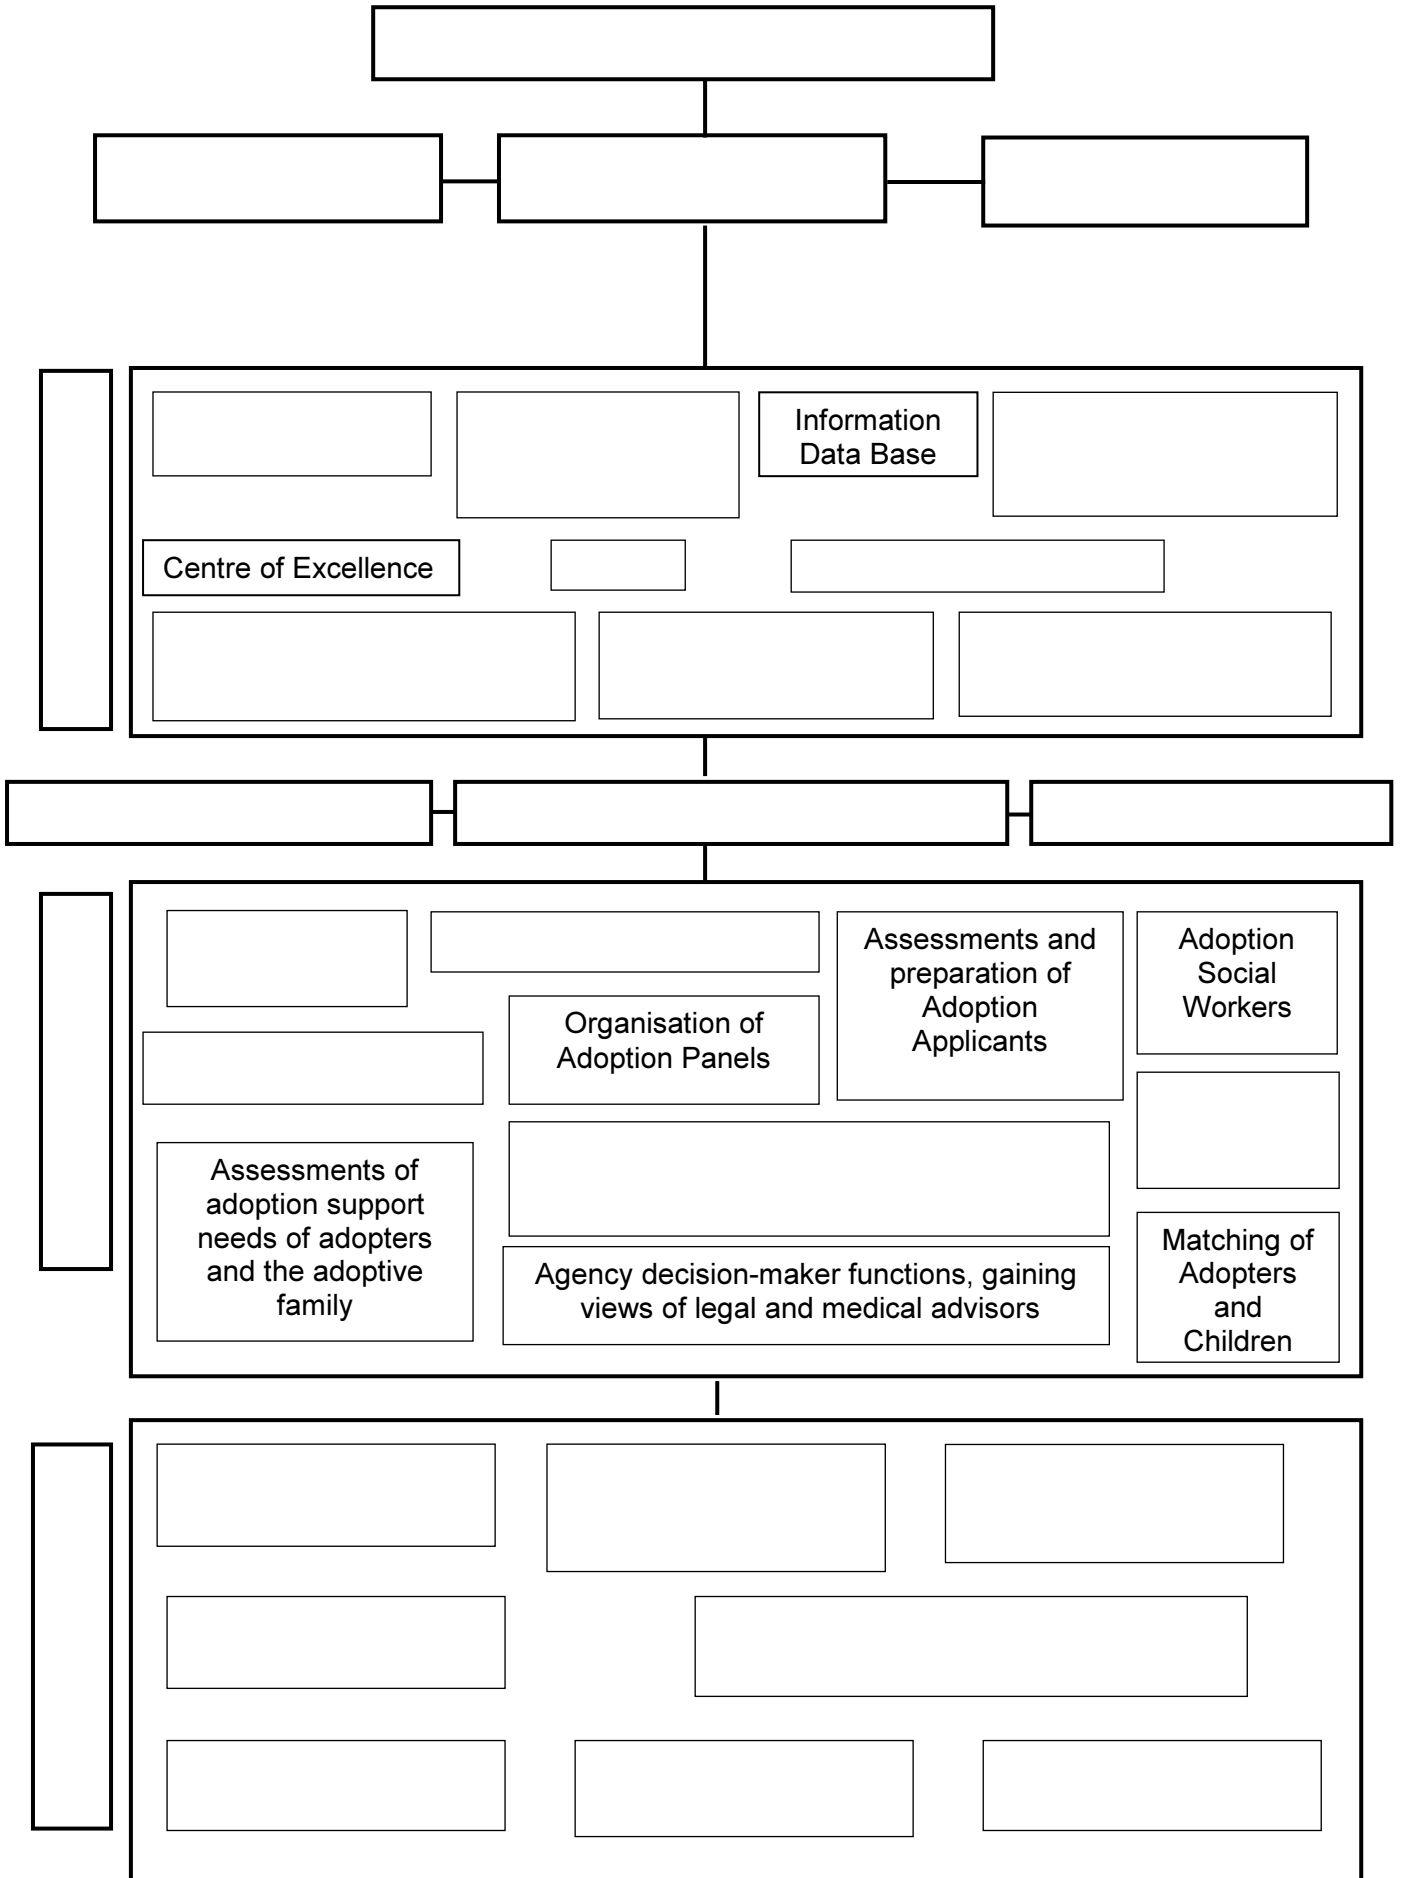 Information
Data Base
Centre of Excellence
Assessments and
preparation of
Adoption
Applicants
Adoption
Social
Workers
Organisation of
Adoption Panels
Assessments of
adoption support
needs of adopters
and the adoptive
family
Agency decision-maker functions, gaining
views of legal and medical advisors
Matching of
Adopters
and
Children